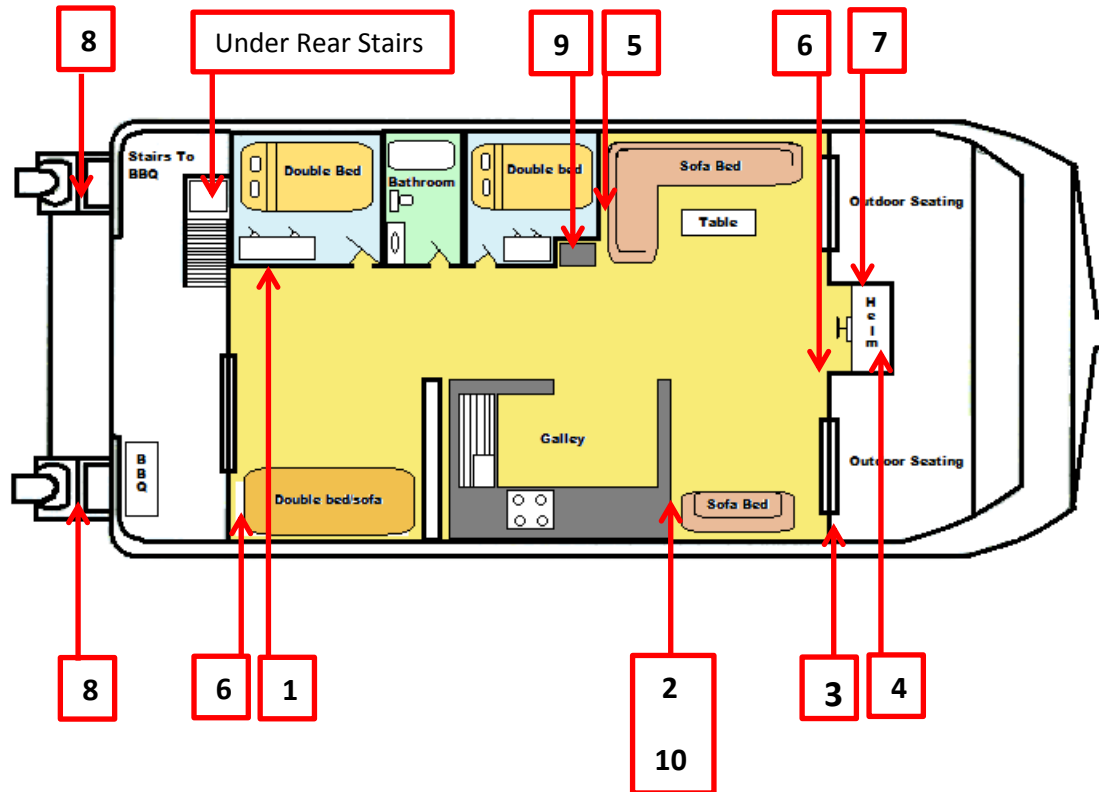 8
Under Rear Stairs
9
5
6
7
Stairs To
BBQ
Double Bed
Bathroom
Double bed
Sofa Bed
Table
Outdoor Seating
H
e
l
m
Galley
B
B
Q
Double bed/sofa
Sofa Bed
Outdoor Seating
8
6
1
2
10
3
4